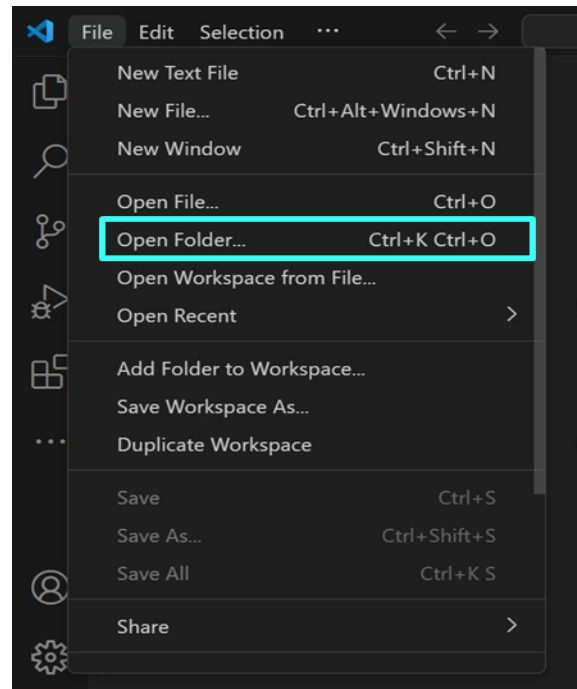 File Edit Selection ···
New Text File Ctrl+N
New File... Ctrl+Alt+Windows+N
New Window Ctrl+Shift+N
Open File... Ctrl+O
Open Folder... Ctrl+K Ctrl+O
Open Workspace from File...
Open Recent
Add Folder to Workspace...
Save Workspace As...
Duplicate Workspace
Save Ctrl+S
Save As... Ctrl+Shift+S
Save All Ctrl+K S
Share